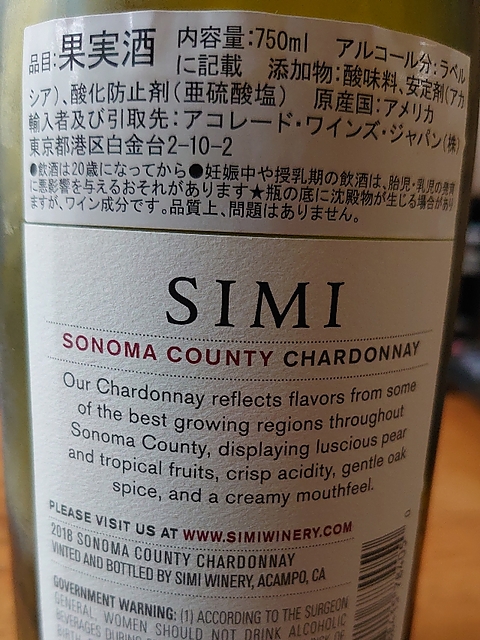 品目:果実酒 内容量:750ml アルコール分:ラベル
に記載 添加物:酸味料、安定剤(アカ
シア)、酸化防止剤(亜硫酸塩) 原産国:アメリカ
輸入者及び引取先:アコレード・ワインズ・ジャパン(株)
東京都港区白金台2-10-2
●飲酒は20歳になってから●妊娠中や授乳期の飲酒は、胎児・乳児の発育
に悪影響を与えるおそれがあります★瓶の底に沈殿物が生じる場合があり
ますが、ワイン成分です。品質上、問題はありません。
SIMI
SONOMA COUNTY CHARDONNAY
Our Chardonnay reflects flavors from some
of the best growing regions throughout
Sonoma County, displaying luscious pear
and tropical fruits, crisp acidity, gentle oak
spice, and a creamy mouthfeel.
PLEASE VISIT US AT WWW.SIMIWINERY.COM
2018 SONOMA COUNTY CHARDONNAY
VINTED AND BOTTLED BY SIMI WINERY, ACAMPO, CA
GOVERNMENT WARNING: (1) ACCORDING TO THE SURGEON
GENERAL, WOMEN SHOULD NOT DRINK ALCOHOLIC
BEVERAGES DURING